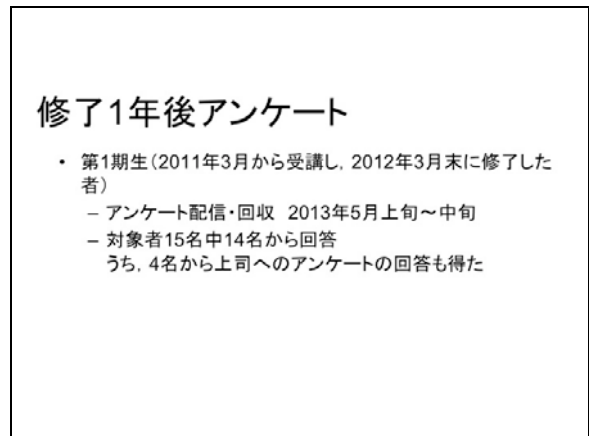 修了1年後アンケート
・ 第1期生（2011年3月から受講し，2012年3月末に修了した
者）
– アンケート配信・回収 2013年5月上旬～中旬
– 対象者15名中14名から回答
うち，4名から上司へのアンケートの回答も得た